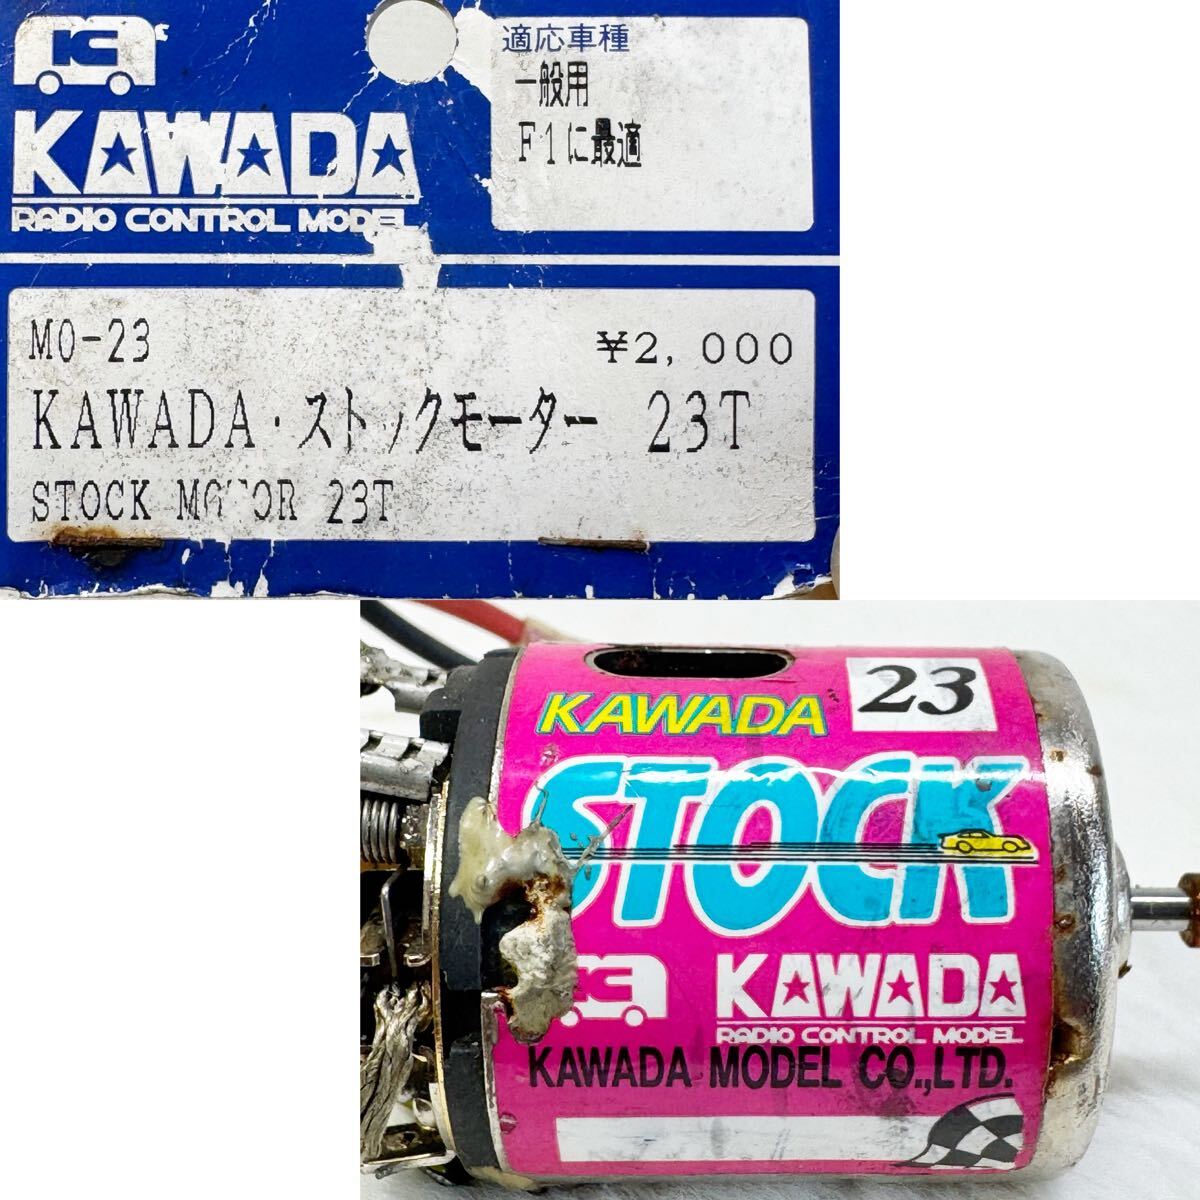 KAWADA
RADIO CONTROL MODEL
適応車種
一般用
F1に最適
MO-23
¥2,000
KAWADA・ストックモーター 23T
STOCK MOTOR 23T
KAWADA
23
STOCK
KAWADA
RADIO CONTROL MODEL
KAWADA MODEL CO.,LTD.